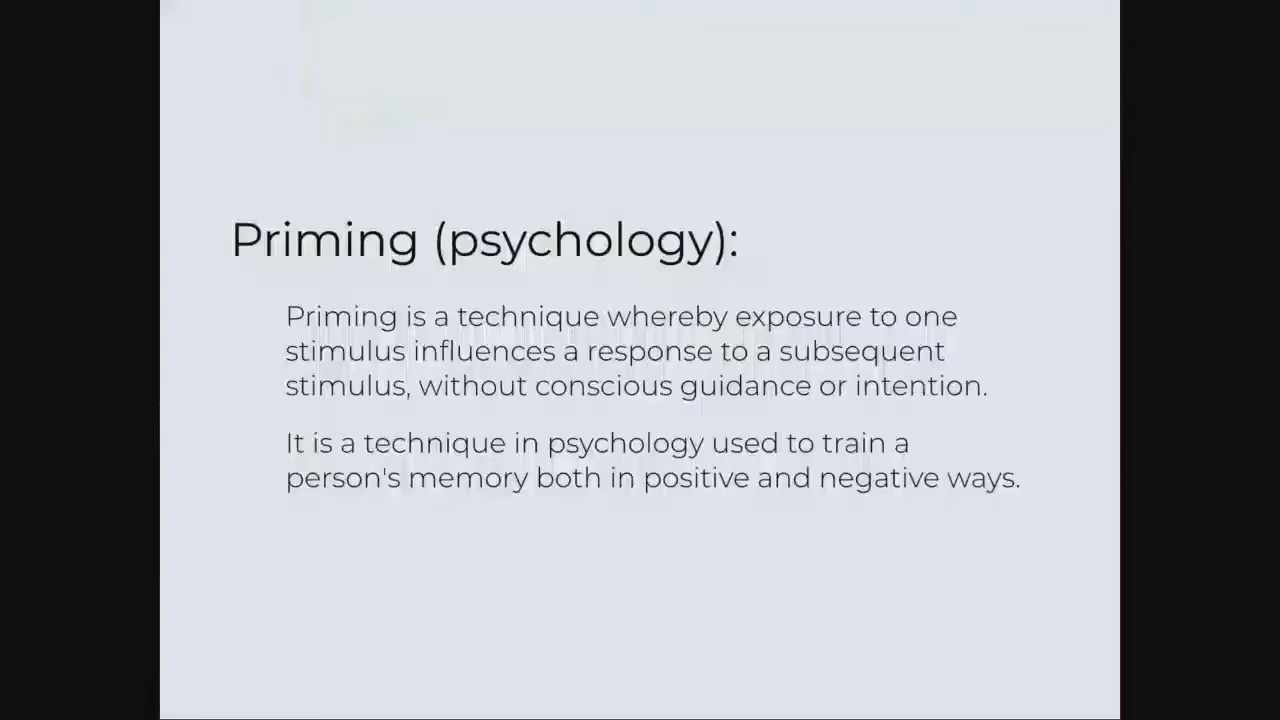 Priming (psychology):
Priming is a technique whereby exposure to one
stimulus influences a response to a subsequent
stimulus, without conscious guidance or intention.
It is a technique in psychology used to train a
person's memory both in positive and negative ways.